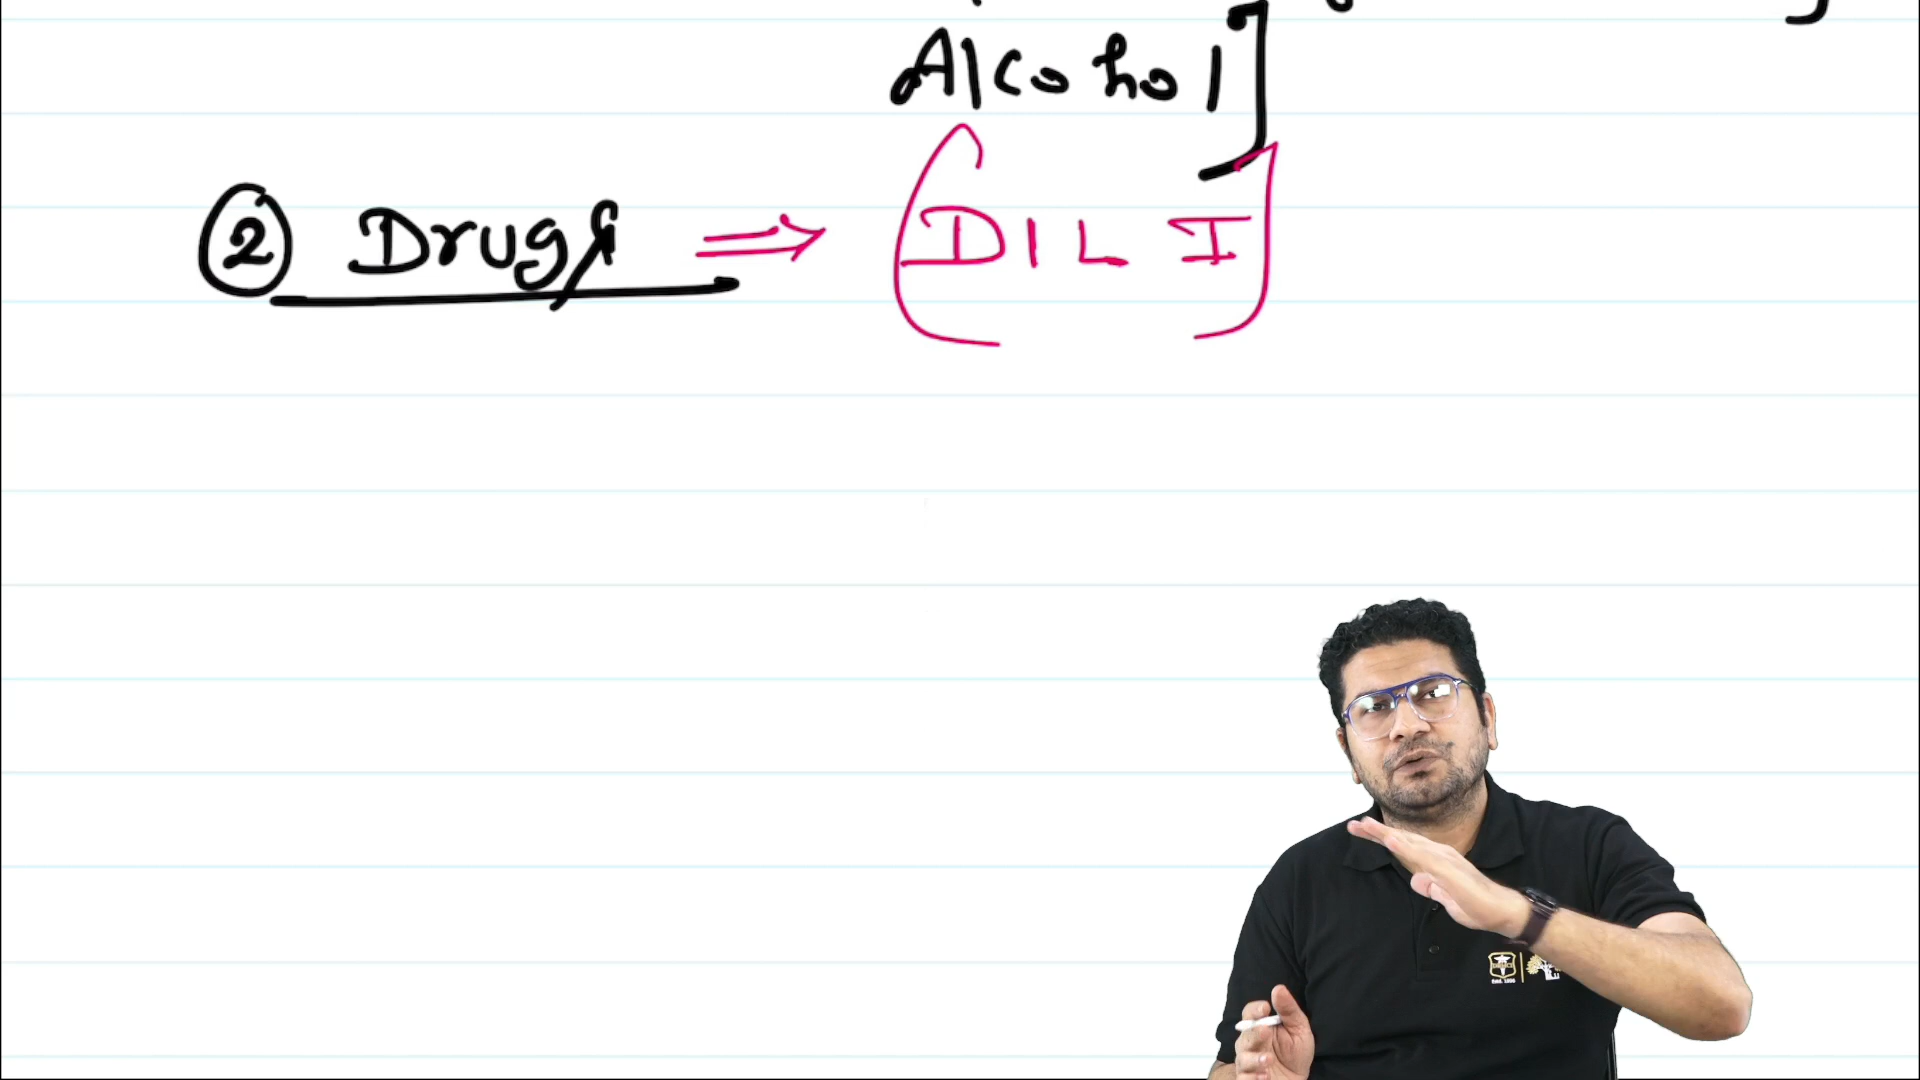 Alcohol]
② Drugs ⇒ [DILI]